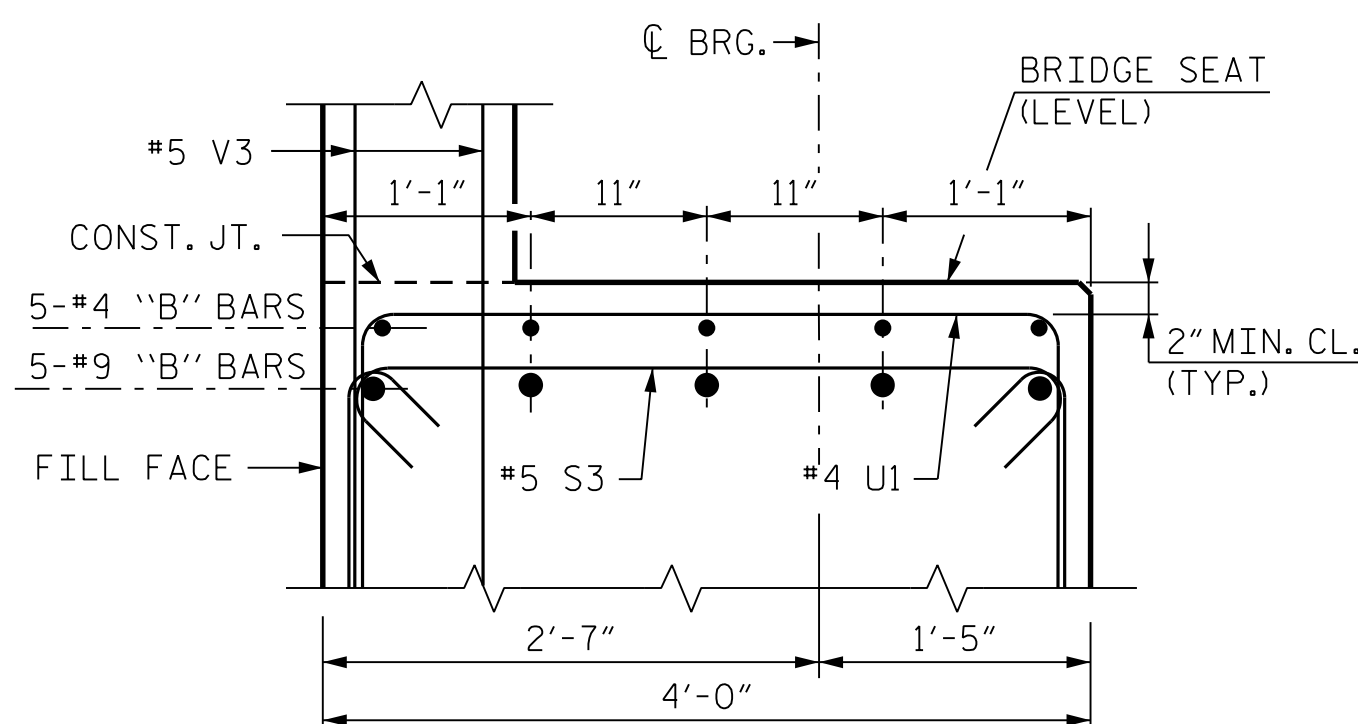 ℄ BRG.
BRIDGE SEAT
(LEVEL)
#5 V3
1'-1" 11" 11" 1'-1"
CONST. JT.
5-#4 "B" BARS
5-#9 "B" BARS
2" MIN. CL.
(TYP.)
FILL FACE
#5 S3
#4 U1
2'-7" 1'-5"
4'-0"